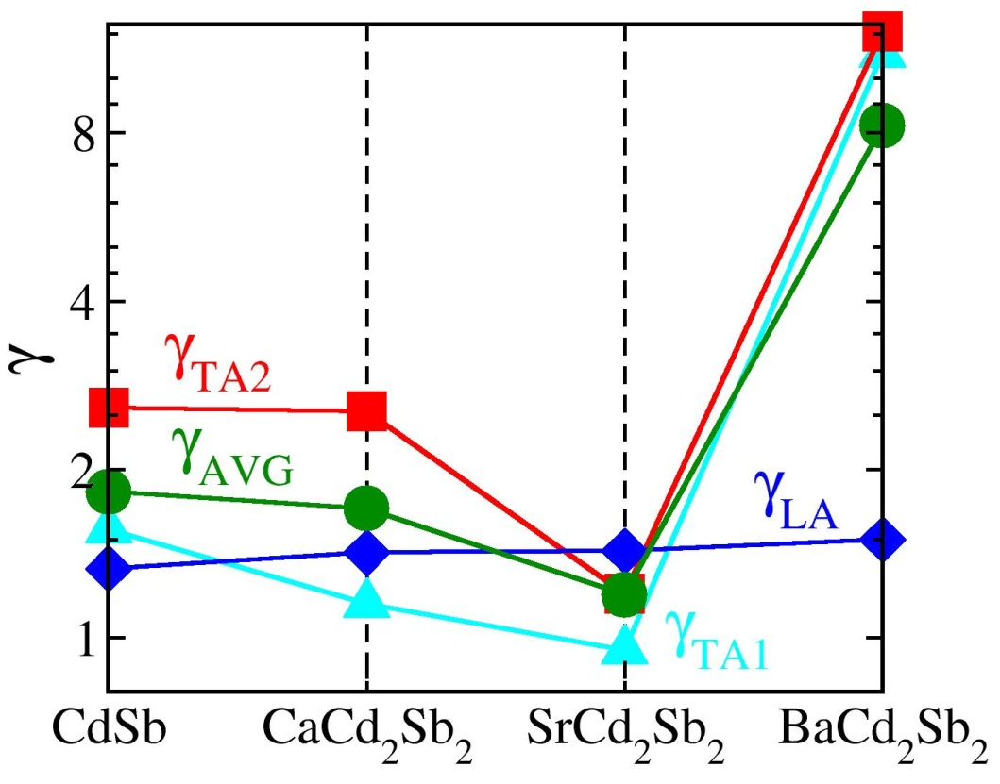 8
4
γ
γTA2
2
γAVG
γLA
1
γTA1
CdSb CaCd₂Sb₂ SrCd₂Sb₂ BaCd₂Sb₂